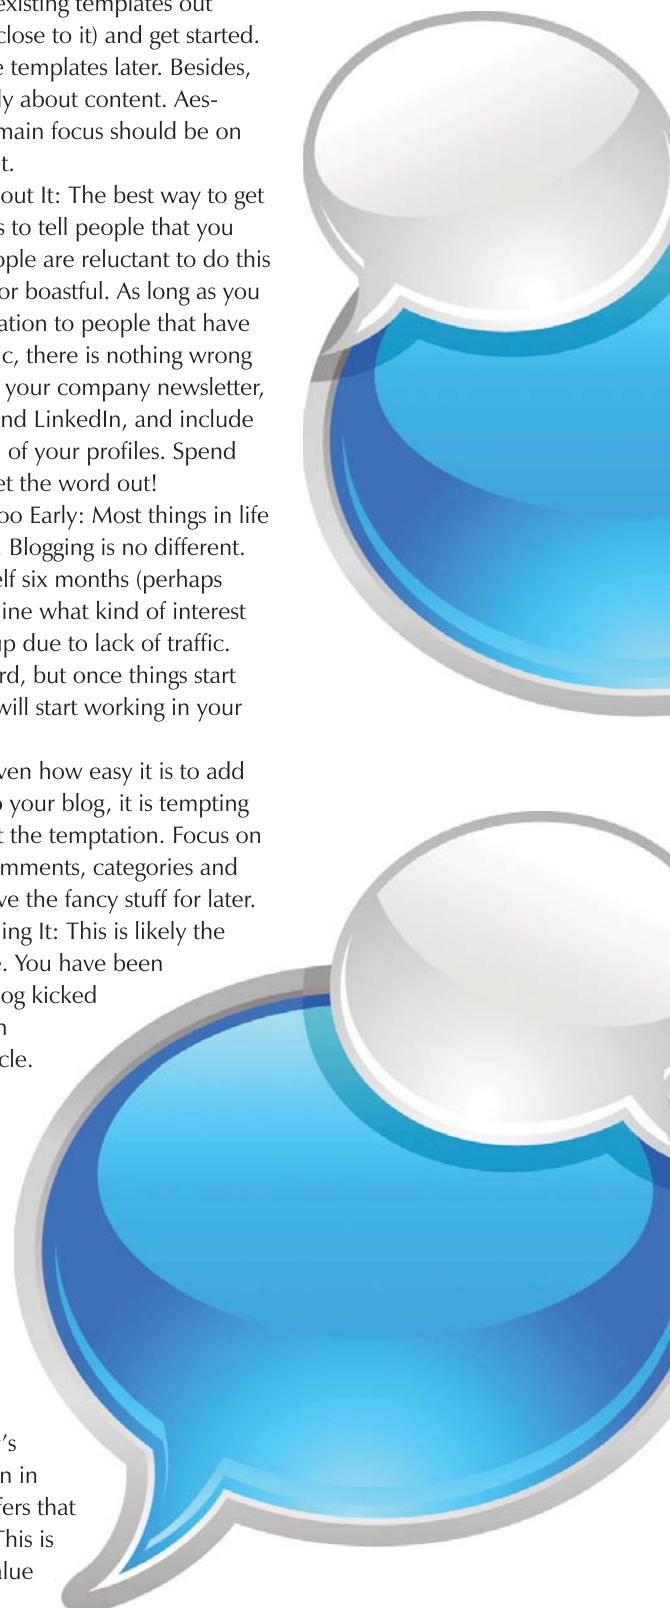 existing templates out
close to it) and get started.
e templates later. Besides,
ly about content. Aes-
main focus should be on
t.
out It: The best way to get
s to tell people that you
ople are reluctant to do this
or boastful. As long as you
ation to people that have
ic, there is nothing wrong
your company newsletter,
nd LinkedIn, and include
of your profiles. Spend
et the word out!
oo Early: Most things in life
. Blogging is no different.
elf six months (perhaps
ine what kind of interest
up due to lack of traffic.
rd, but once things start
will start working in your
ven how easy it is to add
o your blog, it is tempting
t the temptation. Focus on
omments, categories and
ve the fancy stuff for later.
ing It: This is likely the
e. You have been
log kicked
n
cle.
’s
n in
fers that
This is
alue